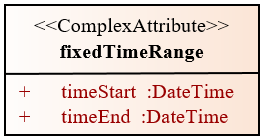 <<ComplexAttribute>>
fixedTimeRange
+ timeStart :DateTime
+ timeEnd :DateTime